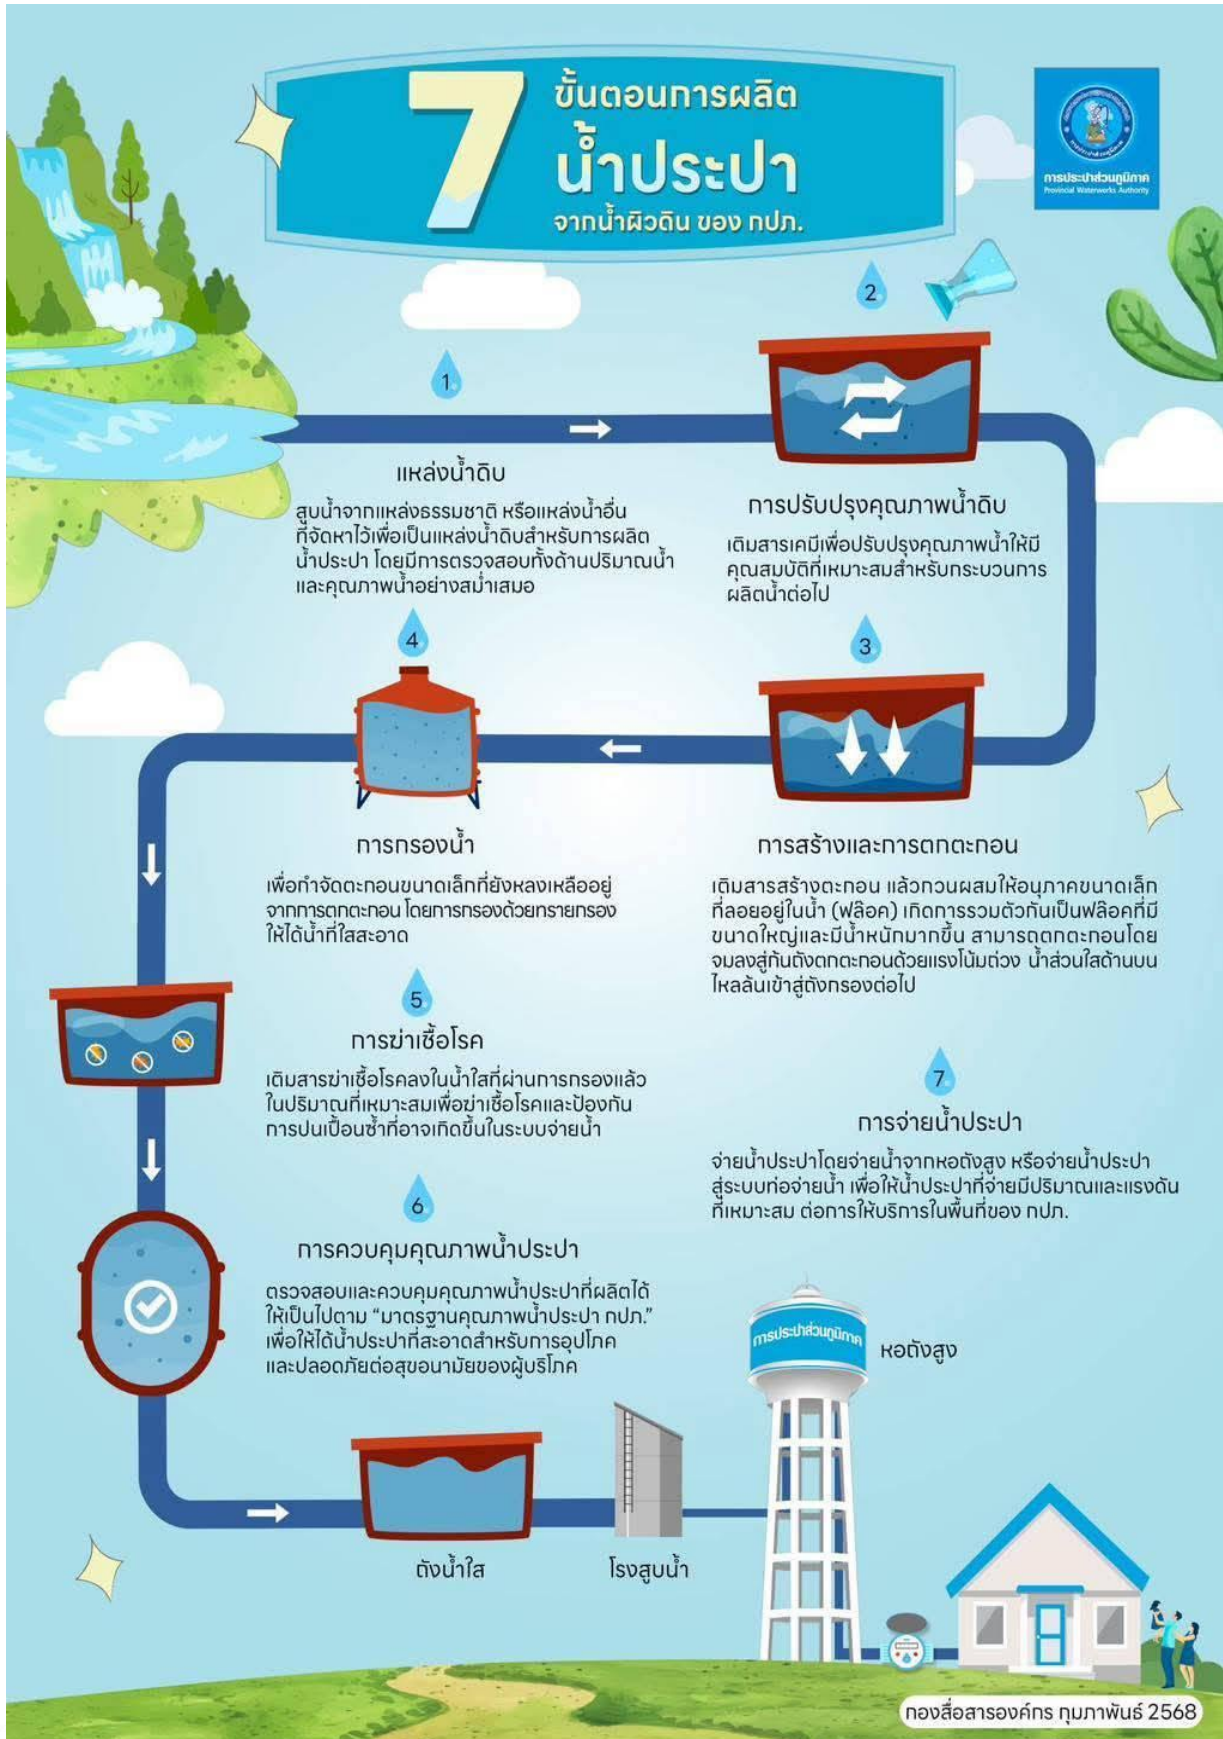 7
ขั้นตอนการผลิต
น้ำประปา
จากน้ำผิวดิน ของ กปภ.
การประปาส่วนภูมิภาค
Provincial Waterworks Authority
1.
แหล่งน้ำดิบ
สูบน้ำจากแหล่งธรรมชาติ หรือแหล่งน้ำอื่น
ที่จัดหาไว้เพื่อเป็นแหล่งน้ำดิบสำหรับการผลิต
น้ำประปา โดยมีการตรวจสอบทั้งด้านปริมาณน้ำ
และคุณภาพน้ำอย่างสม่ำเสมอ
2.
การปรับปรุงคุณภาพน้ำดิบ
เติมสารเคมีเพื่อปรับปรุงคุณภาพน้ำให้มี
คุณสมบัติที่เหมาะสมสำหรับกระบวนการ
ผลิตน้ำต่อไป
3.
การสร้างและการตกตะกอน
เติมสารสร้างตะกอน แล้วกวนผสมให้อนุภาคขนาดเล็ก
ที่ลอยอยู่ในน้ำ (ฟล๊อค) เกิดการรวมตัวกันเป็นฟล๊อคที่มี
ขนาดใหญ่และมีน้ำหนักมากขึ้น สามารถตกตะกอนโดย
จมลงสู่ก้นถังตกตะกอนด้วยแรงโน้มถ่วง น้ำส่วนใสด้านบน
ไหลล้นเข้าสู่ถังกรองต่อไป
4.
การกรองน้ำ
เพื่อกำจัดตะกอนขนาดเล็กที่ยังหลงเหลืออยู่
จากการตกตะกอน โดยการกรองด้วยทรายกรอง
ให้ได้น้ำที่ใสสะอาด
5.
การฆ่าเชื้อโรค
เติมสารฆ่าเชื้อโรคลงในน้ำใสที่ผ่านการกรองแล้ว
ในปริมาณที่เหมาะสมเพื่อฆ่าเชื้อโรคและป้องกัน
การปนเปื้อนซ้ำที่อาจเกิดขึ้นในระบบจ่ายน้ำ
6.
การควบคุมคุณภาพน้ำประปา
ตรวจสอบและควบคุมคุณภาพน้ำประปาที่ผลิตได้
ให้เป็นไปตาม “มาตรฐานคุณภาพน้ำประปา กปภ.”
เพื่อให้ได้น้ำประปาที่สะอาดสำหรับการอุปโภค
และปลอดภัยต่อสุขอนามัยของผู้บริโภค
7.
การจ่ายน้ำประปา
จ่ายน้ำประปาโดยจ่ายน้ำจากหอถังสูง หรือจ่ายน้ำประปา
สู่ระบบท่อจ่ายน้ำ เพื่อให้น้ำประปาที่จ่ายมีปริมาณและแรงดัน
ที่เหมาะสม ต่อการให้บริการในพื้นที่ของ กปภ.
การประปาส่วนภูมิภาค
หอถังสูง
ถังน้ำใส
โรงสูบน้ำ
กองสื่อสารองค์กร กุมภาพันธ์ 2568